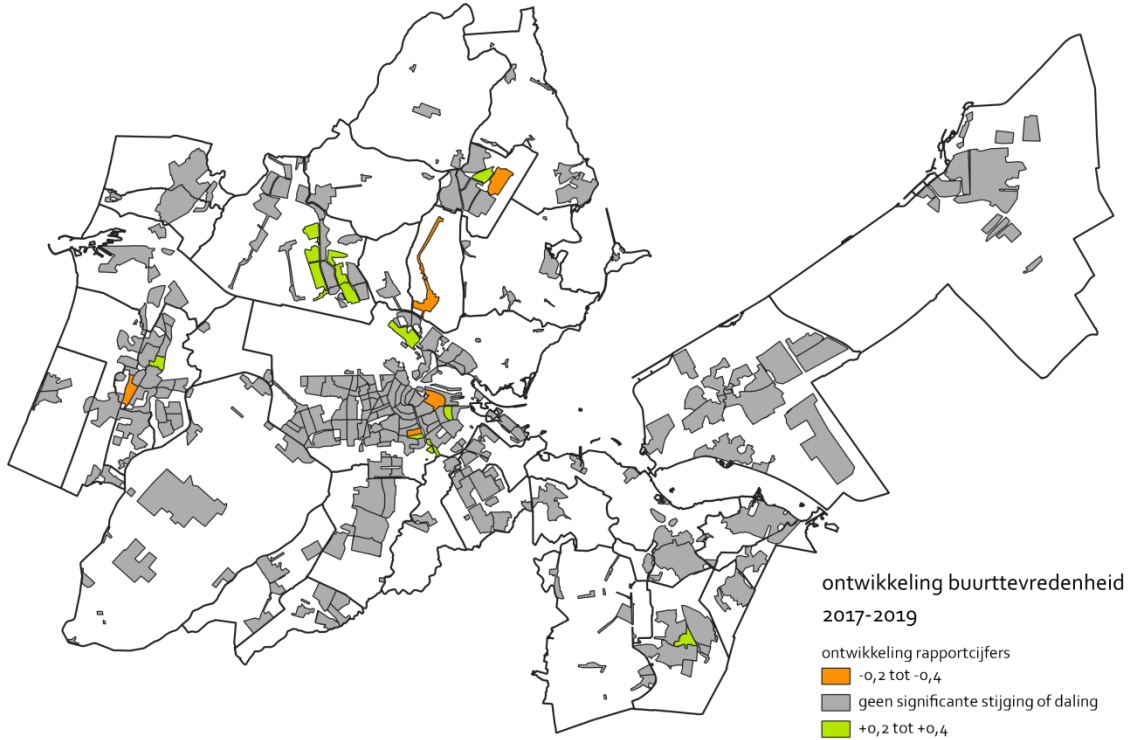 ontwikkeling buurttevredenheid
2017-2019
ontwikkeling rapportcijfers
-0,2 tot -0,4
geen significante stijging of daling
+0,2 tot +0,4